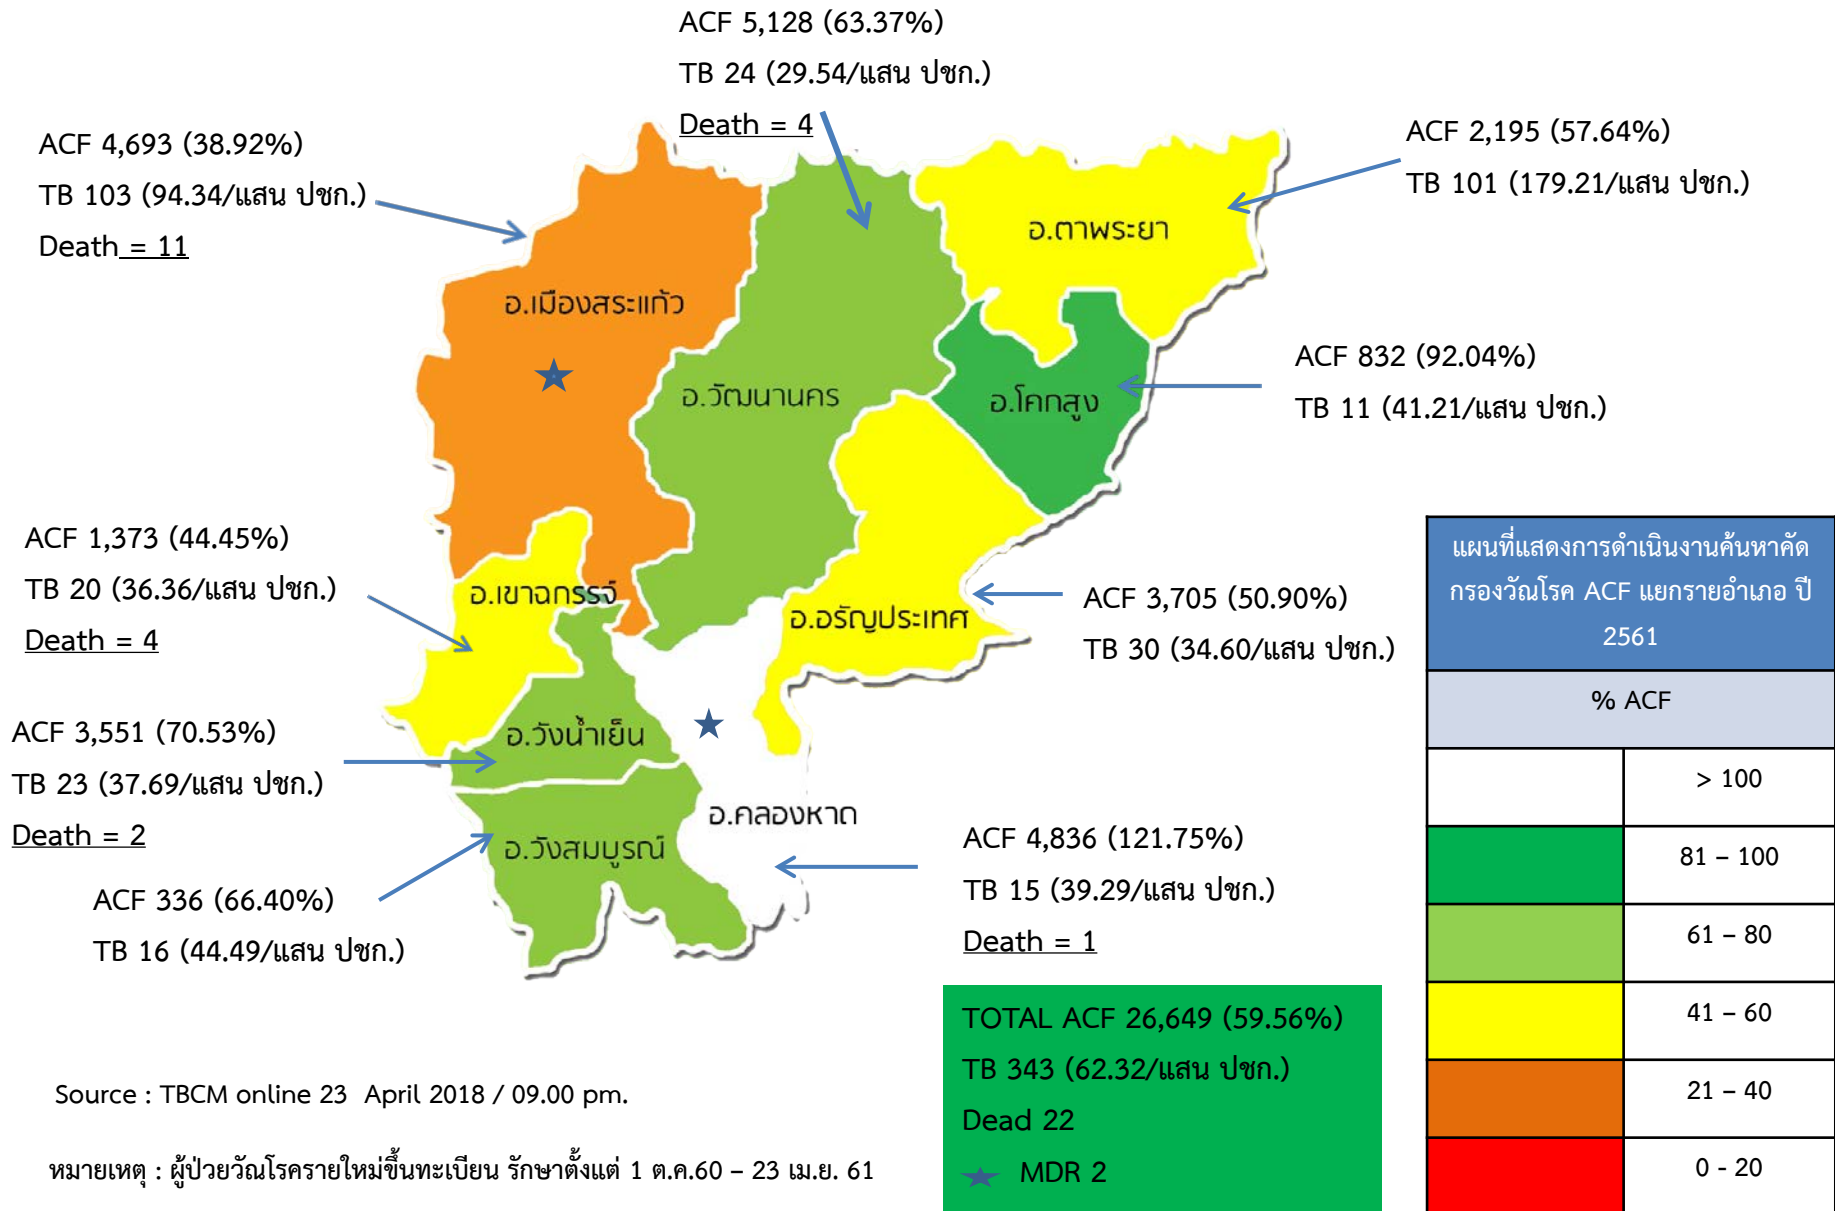 ACF 5,128 (63.37%)
TB 24 (29.54/แสน ปชก.)
Death = 4
ACF 4,693 (38.92%)
TB 103 (94.34/แสน ปชก.)
Death = 11
ACF 2,195 (57.64%)
TB 101 (179.21/แสน ปชก.)
อ.ตาพระยา
อ.เมืองสระแก้ว
อ.วัฒนานคร
อ.โคกสูง
ACF 832 (92.04%)
TB 11 (41.21/แสน ปชก.)
ACF 1,373 (44.45%)
TB 20 (36.36/แสน ปชก.)
Death = 4
อ.เขาฉกรรจ์
อ.อรัญประเทศ
ACF 3,705 (50.90%)
TB 30 (34.60/แสน ปชก.)
ACF 3,551 (70.53%)
TB 23 (37.69/แสน ปชก.)
Death = 2
อ.วังน้ำเย็น
อ.คลองหาด
อ.วังสมบูรณ์
ACF 336 (66.40%)
TB 16 (44.49/แสน ปชก.)
ACF 4,836 (121.75%)
TB 15 (39.29/แสน ปชก.)
Death = 1
TOTAL ACF 26,649 (59.56%)
TB 343 (62.32/แสน ปชก.)
Dead 22
MDR 2
แผนที่แสดงการดำเนินงานค้นหาคัด
กรองวัณโรค ACF แยกรายอำเภอ ปี
2561
% ACF
> 100
81 – 100
61 – 80
41 – 60
21 – 40
0 - 20
Source : TBCM online 23 April 2018 / 09.00 pm.
หมายเหตุ : ผู้ป่วยวัณโรครายใหม่ขึ้นทะเบียน รักษาตั้งแต่ 1 ต.ค.60 – 23 เม.ย. 61